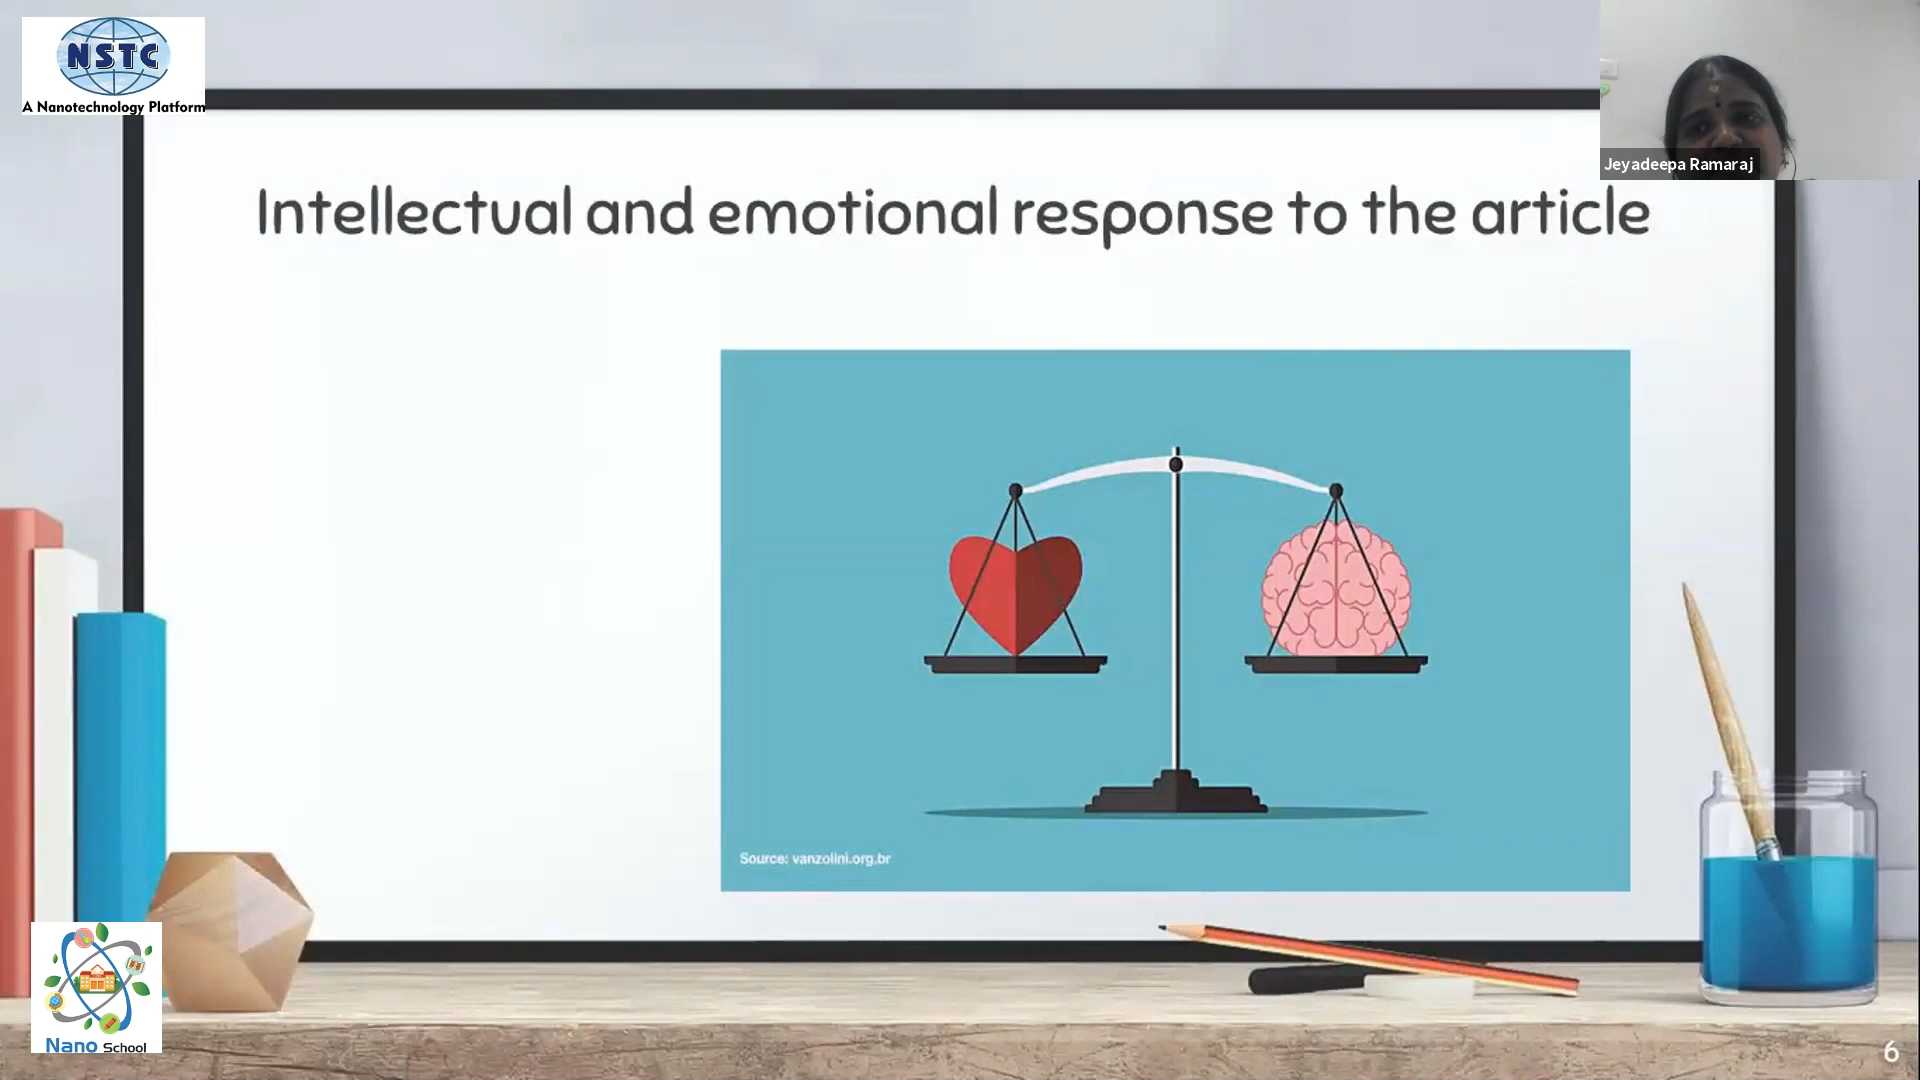 NSTC
A Nanotechnology Platform
Jeyadeepa Ramaraj
Intellectual and emotional response to the article
Source: vanzolini.org.br
Nano School
6